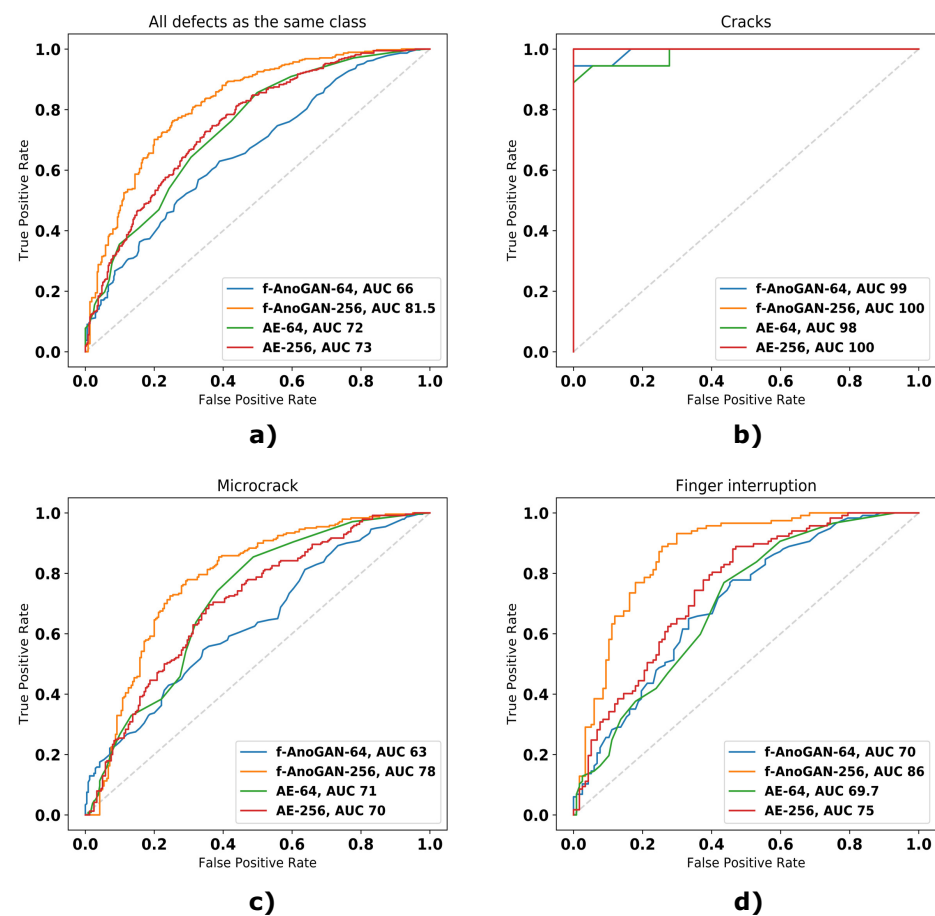 All defects as the same class
True Positive Rate
1.0
0.8
0.6
0.4
0.2
0.0
f-AnoGAN-64, AUC 66
f-AnoGAN-256, AUC 81.5
AE-64, AUC 72
AE-256, AUC 73
0.0 0.2 0.4 0.6 0.8 1.0
False Positive Rate
a)
Cracks
True Positive Rate
1.0
0.8
0.6
0.4
0.2
0.0
f-AnoGAN-64, AUC 99
f-AnoGAN-256, AUC 100
AE-64, AUC 98
AE-256, AUC 100
0.0 0.2 0.4 0.6 0.8 1.0
False Positive Rate
b)
Microcrack
True Positive Rate
1.0
0.8
0.6
0.4
0.2
0.0
f-AnoGAN-64, AUC 63
f-AnoGAN-256, AUC 78
AE-64, AUC 71
AE-256, AUC 70
0.0 0.2 0.4 0.6 0.8 1.0
False Positive Rate
c)
Finger interruption
True Positive Rate
1.0
0.8
0.6
0.4
0.2
0.0
f-AnoGAN-64, AUC 70
f-AnoGAN-256, AUC 86
AE-64, AUC 69.7
AE-256, AUC 75
0.0 0.2 0.4 0.6 0.8 1.0
False Positive Rate
d)